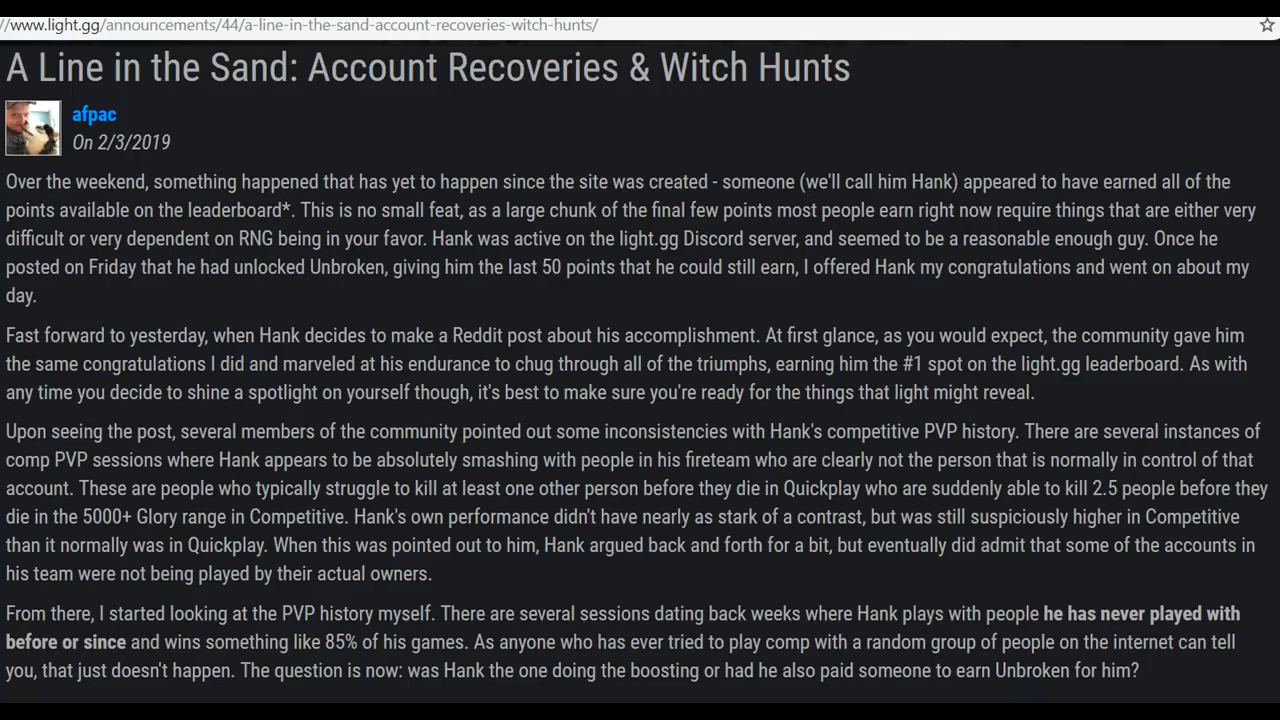 //www.light.gg/announcements/44/a-line-in-the-sand-account-recoveries-witch-hunts/
A Line in the Sand: Account Recoveries & Witch Hunts
afpac
On 2/3/2019
Over the weekend, something happened that has yet to happen since the site was created - someone (we'll call him Hank) appeared to have earned all of the
points available on the leaderboard*. This is no small feat, as a large chunk of the final few points most people earn right now require things that are either very
difficult or very dependent on RNG being in your favor. Hank was active on the light.gg Discord server, and seemed to be a reasonable enough guy. Once he
posted on Friday that he had unlocked Unbroken, giving him the last 50 points that he could still earn, I offered Hank my congratulations and went on about my
day.
Fast forward to yesterday, when Hank decides to make a Reddit post about his accomplishment. At first glance, as you would expect, the community gave him
the same congratulations I did and marveled at his endurance to chug through all of the triumphs, earning him the #1 spot on the light.gg leaderboard. As with
any time you decide to shine a spotlight on yourself though, it's best to make sure you're ready for the things that light might reveal.
Upon seeing the post, several members of the community pointed out some inconsistencies with Hank's competitive PVP history. There are several instances of
comp PVP sessions where Hank appears to be absolutely smashing with people in his fireteam who are clearly not the person that is normally in control of that
account. These are people who typically struggle to kill at least one other person before they die in Quickplay who are suddenly able to kill 2.5 people before they
die in the 5000+ Glory range in Competitive. Hank's own performance didn't have nearly as stark of a contrast, but was still suspiciously higher in Competitive
than it normally was in Quickplay. When this was pointed out to him, Hank argued back and forth for a bit, but eventually did admit that some of the accounts in
his team were not being played by their actual owners.
From there, I started looking at the PVP history myself. There are several sessions dating back weeks where Hank plays with people he has never played with
before or since and wins something like 85% of his games. As anyone who has ever tried to play comp with a random group of people on the internet can tell
you, that just doesn't happen. The question is now: was Hank the one doing the boosting or had he also paid someone to earn Unbroken for him?